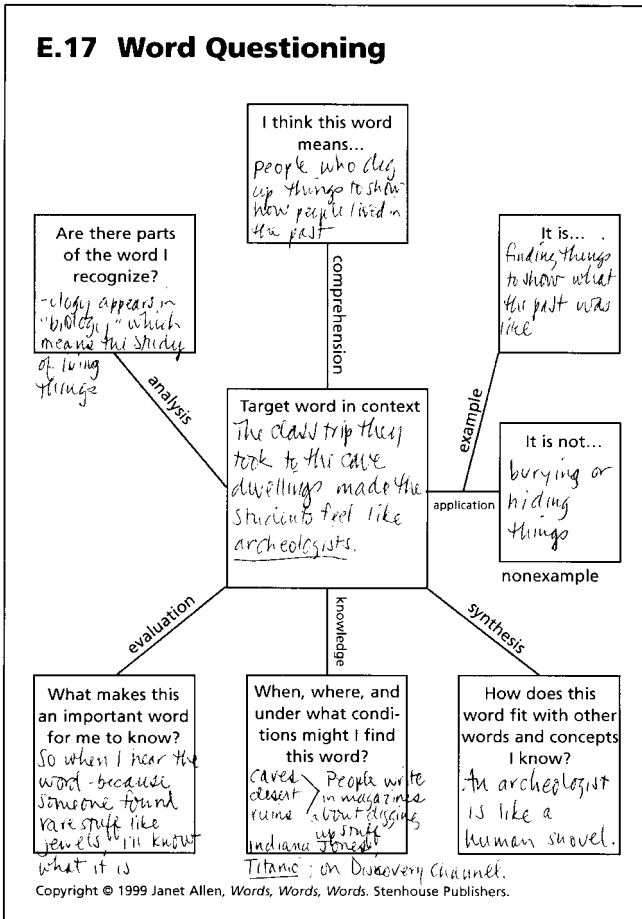 E.17 Word Questioning
I think this word
means...
people who dig
up things to show
how people lived in
the past
Are there parts
of the word I
recognize?
-ology appears in
"biology" which
means the study
of living
things
analysis
comprehension
It is...
finding things
to show what
the past was
like
example
Target word in context
The class trip they
took to the cave
dwellings made the
students feel like
archeologists.
application
It is not...
burying or
hiding
things
nonexample
evaluation
knowledge
synthesis
What makes this
an important word
for me to know?
So when I hear the
word - because
someone found
rare stuff like
jewels, I'll know
what it is
When, where, and
under what condi-
tions might I find
this word?
caves People write
desert in magazines
ruins about digging
up stuff
Indiana Jones;
Titanic; on Discovery Channel.
How does this
word fit with other
words and concepts
I know?
An archeologist
is like a
human shovel.
Copyright © 1999 Janet Allen, Words, Words, Words. Stenhouse Publishers.